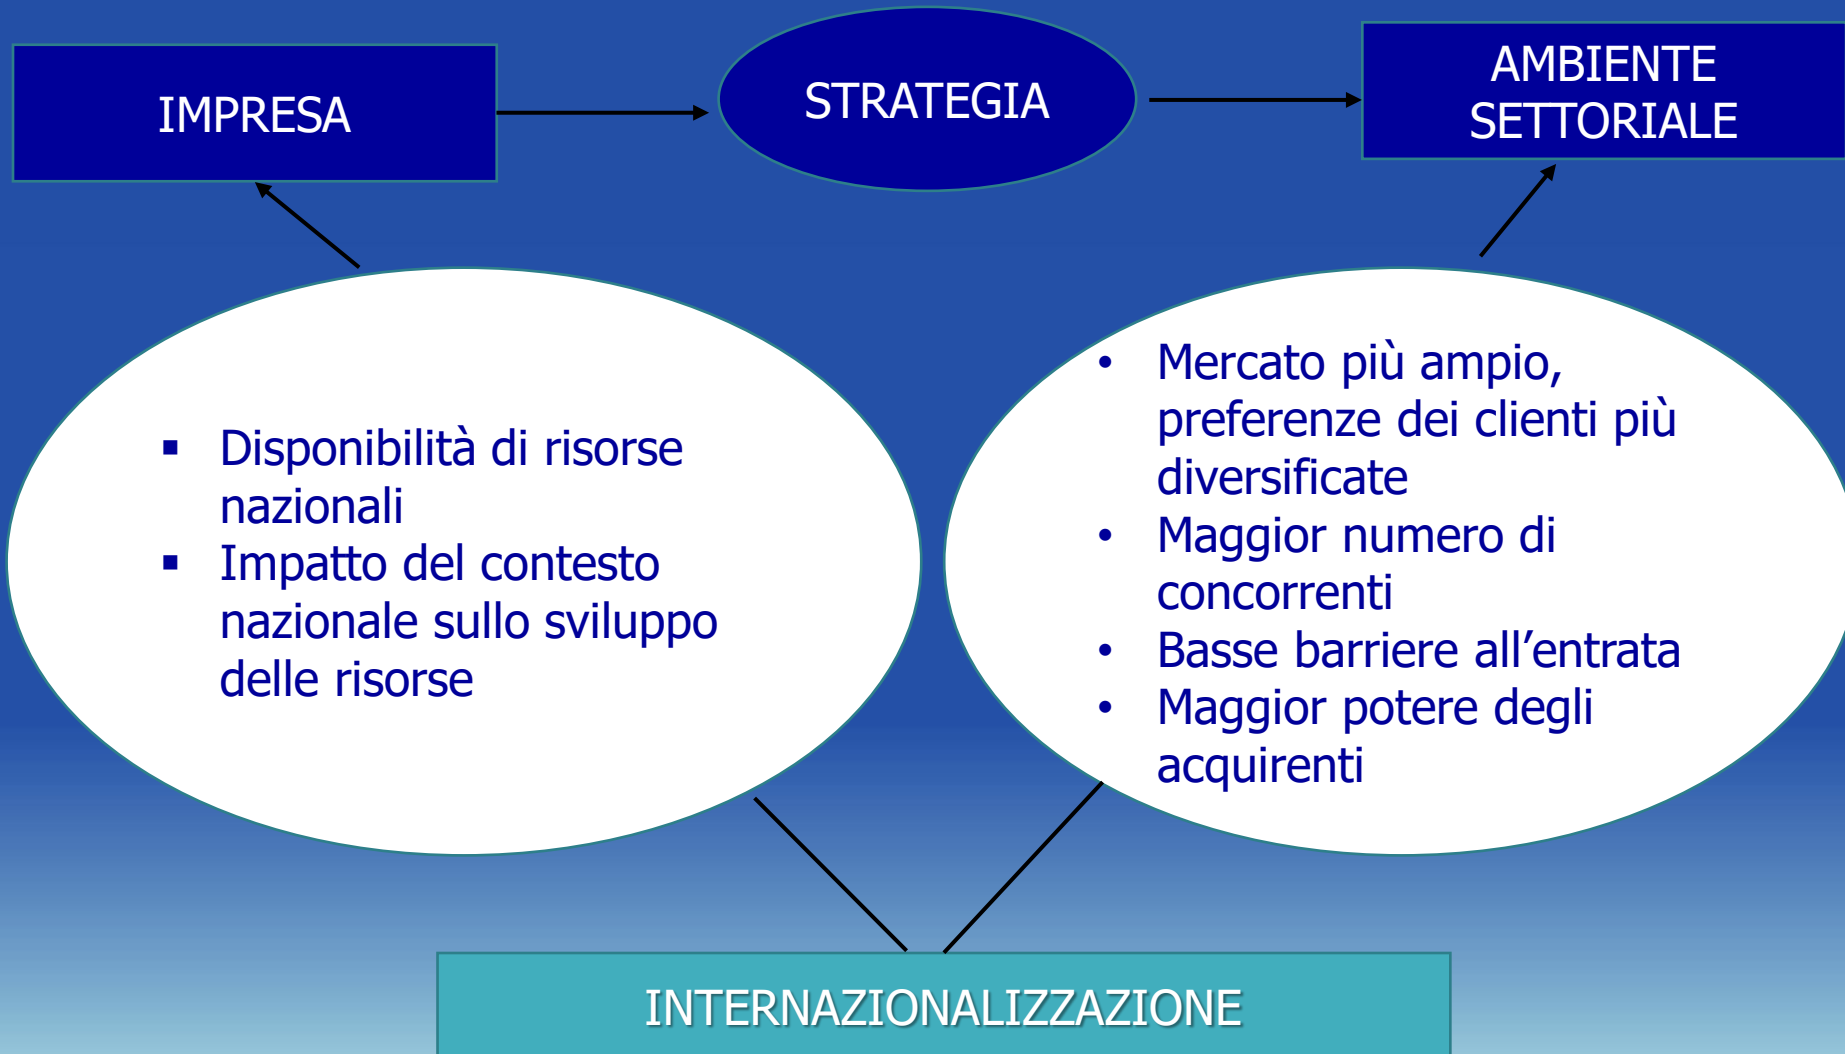 IMPRESA
STRATEGIA
AMBIENTE
SETTORIALE
▪ Disponibilità di risorse
nazionali
▪ Impatto del contesto
nazionale sullo sviluppo
delle risorse
• Mercato più ampio,
preferenze dei clienti più
diversificate
• Maggior numero di
concorrenti
• Basse barriere all’entrata
• Maggior potere degli
acquirenti
INTERNAZIONALIZZAZIONE